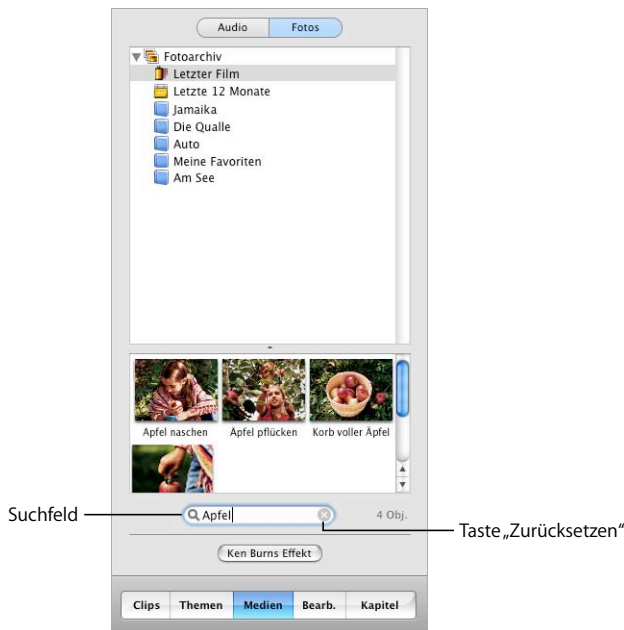 Audio Fotos
Fotoarchiv
Letzter Film
Letzte 12 Monate
Jamaika
Die Qualle
Auto
Meine Favoriten
Am See
Apfel naschen Äpfel pflücken Korb voller Äpfel
Suchfeld Apfel 4 Obj.
Taste „Zurücksetzen“
Ken Burns Effekt
Clips Themen Medien Bearb. Kapitel